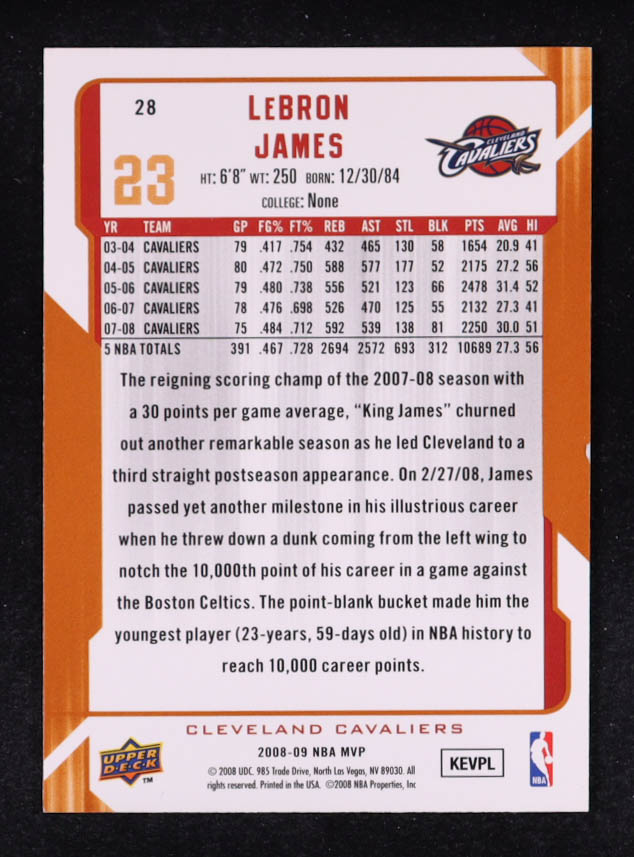 28
LEBRON
JAMES
23
HT: 6'8" WT: 250 BORN: 12/30/84
COLLEGE: None
CLEVELAND
CAVALIERS
YR TEAM GP FG% FT% REB AST STL BLK PTS AVG HI
03-04 CAVALIERS 79 .417 .754 432 465 130 58 1654 20.9 41
04-05 CAVALIERS 80 .472 .750 588 577 177 52 2175 27.2 56
05-06 CAVALIERS 79 .480 .738 556 521 123 66 2478 31.4 52
06-07 CAVALIERS 78 .476 .698 526 470 125 55 2132 27.3 41
07-08 CAVALIERS 75 .484 .712 592 539 138 81 2250 30.0 51
5 NBA TOTALS 391 .467 .728 2694 2572 693 312 10689 27.3 56
The reigning scoring champ of the 2007-08 season with
a 30 points per game average, “King James” churned
out another remarkable season as he led Cleveland to a
third straight postseason appearance. On 2/27/08, James
passed yet another milestone in his illustrious career
when he threw down a dunk coming from the left wing to
notch the 10,000th point of his career in a game against
the Boston Celtics. The point-blank bucket made him the
youngest player (23-years, 59-days old) in NBA history to
reach 10,000 career points.
CLEVELAND CAVALIERS
UPPER
DECK
TM
2008-09 NBA MVP
© 2008 UDC. 985 Trade Drive, North Las Vegas, NV 89030. All
rights reserved. Printed in the USA. ©2008 NBA Properties, Inc
KEVPL
NBA